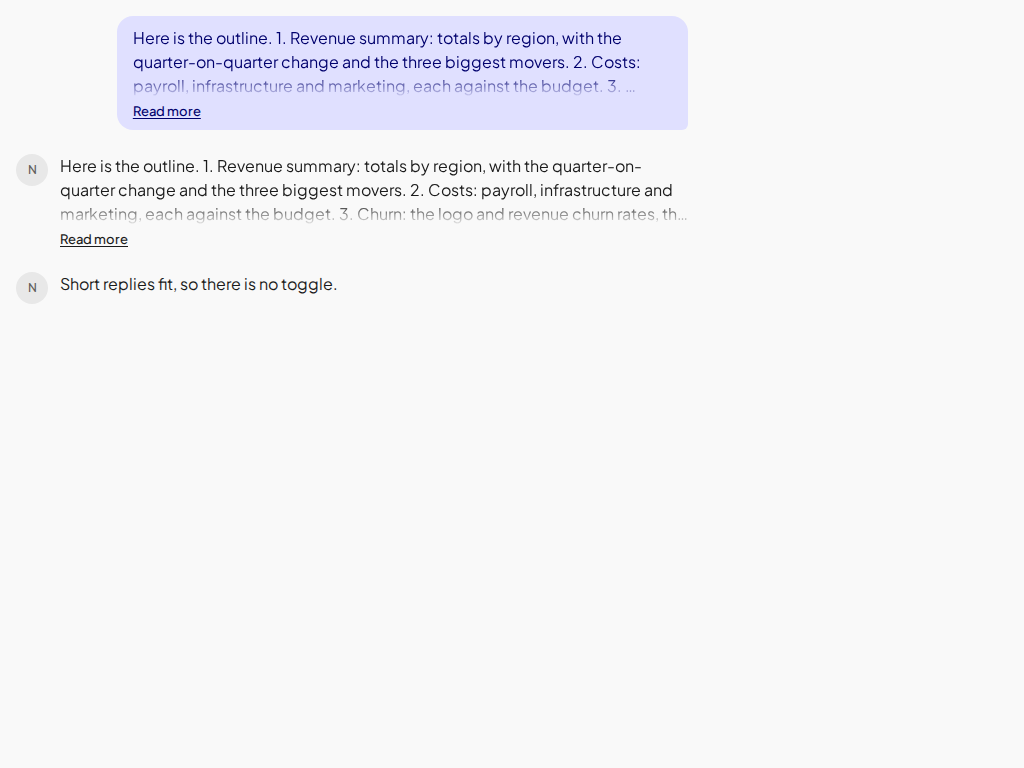 Here is the outline. 1. Revenue summary: totals by region, with the
quarter-on-quarter change and the three biggest movers. 2. Costs:
payroll, infrastructure and marketing, each against the budget. 3. …
Read more
N
Here is the outline. 1. Revenue summary: totals by region, with the quarter-on-
quarter change and the three biggest movers. 2. Costs: payroll, infrastructure and
marketing, each against the budget. 3. Churn: the logo and revenue churn rates, th…
Read more
N
Short replies fit, so there is no toggle.